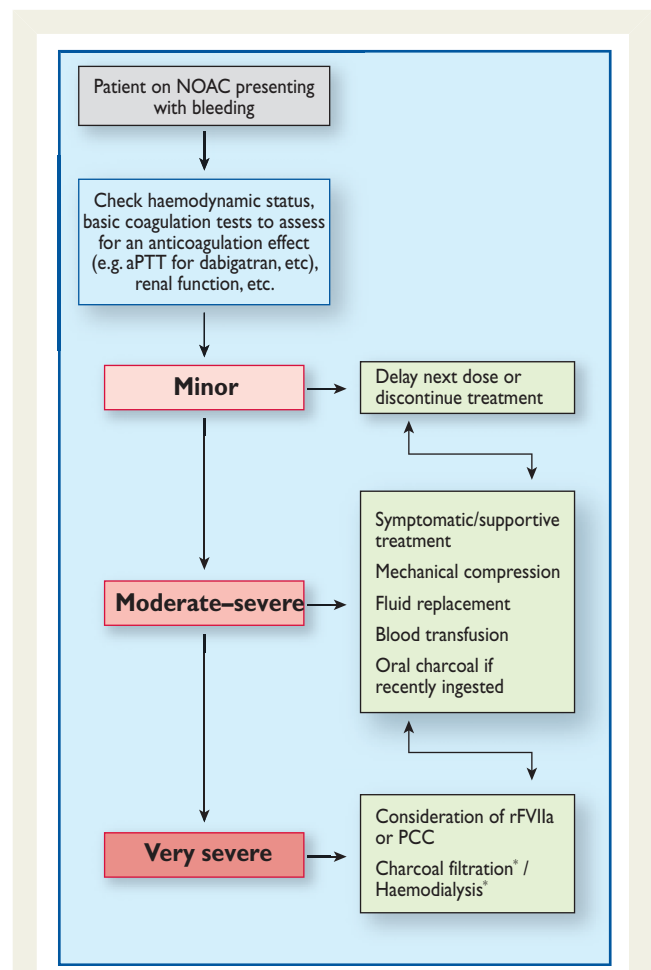 Patient on NOAC presenting
with bleeding
Check haemodynamic status,
basic coagulation tests to assess
for an anticoagulation effect
(e.g. aPTT for dabigatran, etc),
renal function, etc.
Minor
Delay next dose or
discontinue treatment
Moderate–severe
Symptomatic/supportive
treatment
Mechanical compression
Fluid replacement
Blood transfusion
Oral charcoal if
recently ingested
Very severe
Consideration of rFVIIa
or PCC
Charcoal filtration* /
Haemodialysis*